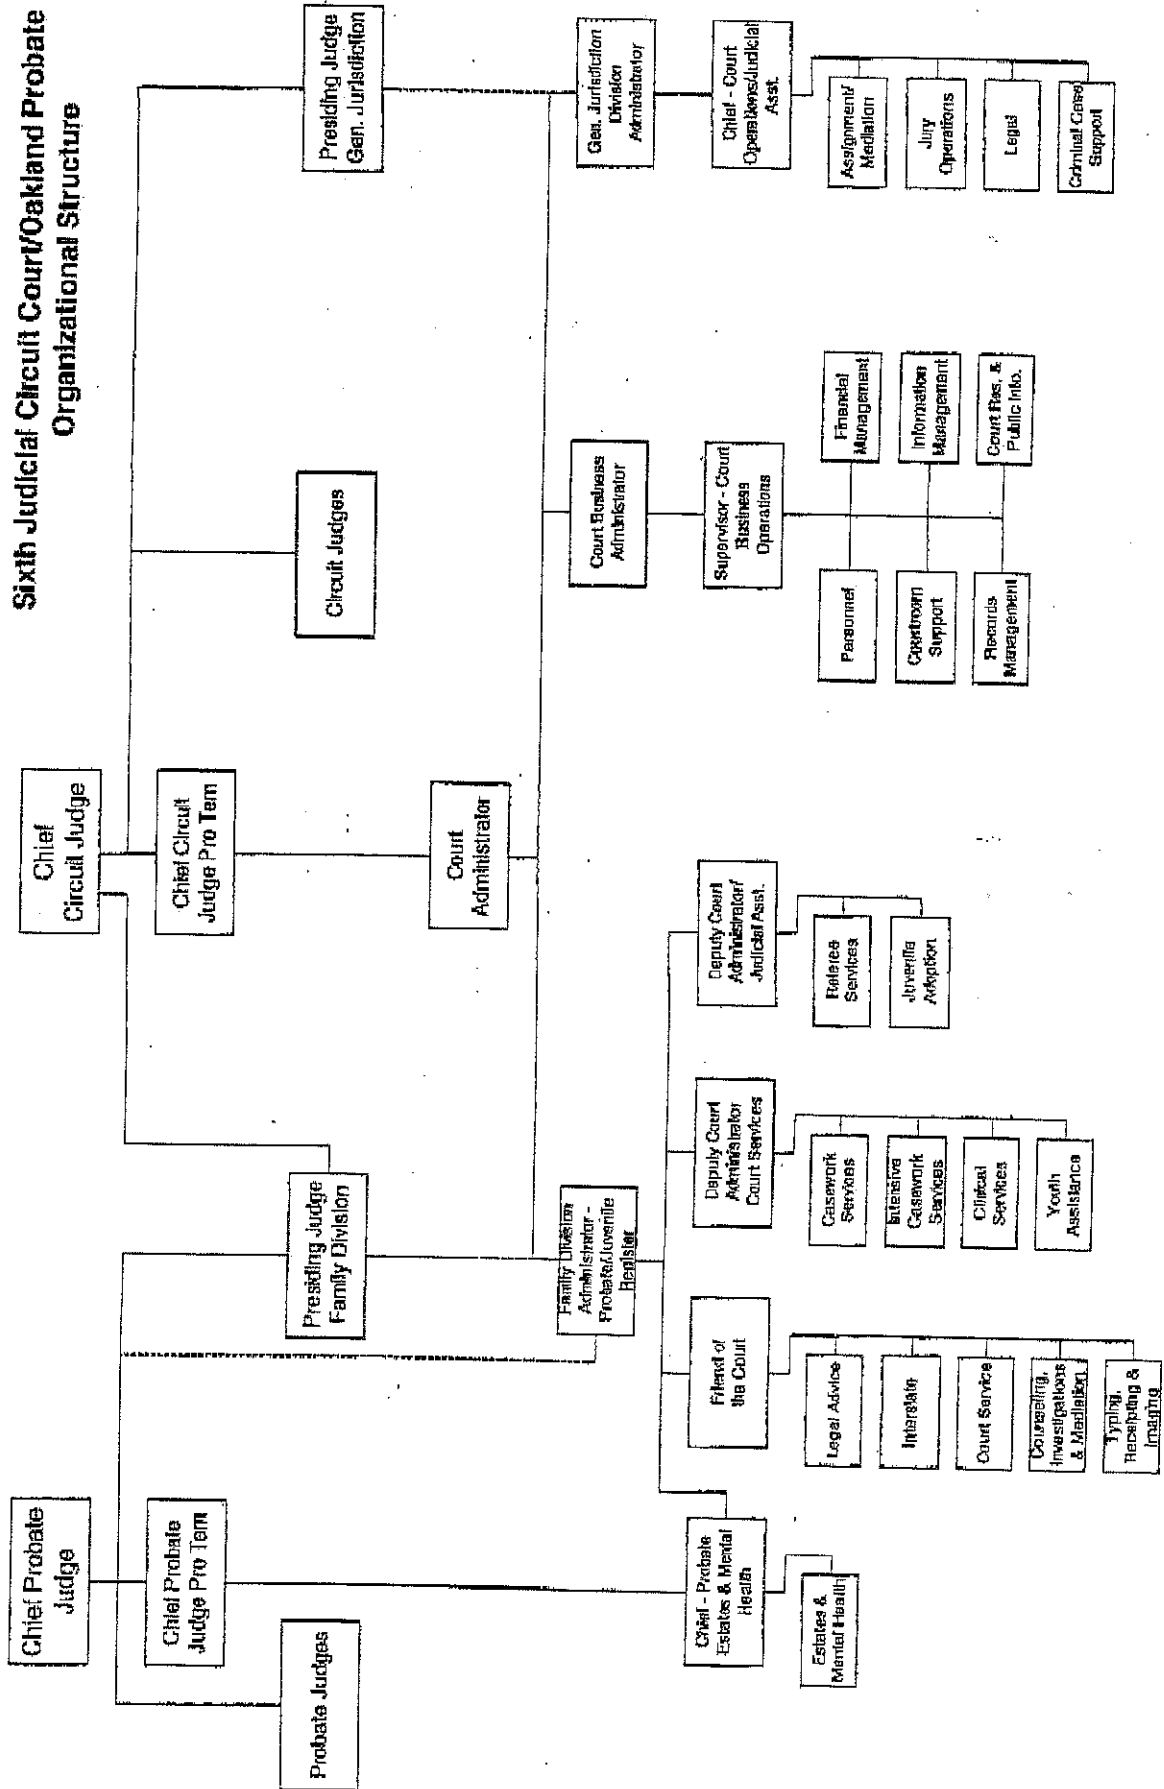 Sixth Judicial Circuit Court/Oakland Probate
Organizational Structure
Chief Probate
Judge
Chief
Circuit Judge
Chief Probate
Judge Pro Tem
Chief Circuit
Judge Pro Tem
Probate Judges
Presiding Judge
Family Division
Circuit Judges
Presiding Judge
Gen. Jurisdiction
Court
Administrator
Family Division
Administrator -
Probate/Juvenile
Register
Court Business
Administrator
Gen. Jurisdiction
Division
Administrator
Chief - Probate
Estates & Mental
Health
Friend of
the Court
Deputy Court
Administrator
Court Services
Deputy Court
Administrator/
Judicial Asst.
Supervisor - Court
Business
Operations
Chief - Court
Operations/Judicial
Asst.
Estates &
Mental Health
Legal Advice
Interstate
Court Service
Counseling,
Investigations
& Mediation
Typing,
Receipting &
Imaging
Casework
Services
Intensive
Casework
Services
Clinical
Services
Youth
Assistance
Referee
Services
Juvenile
Adoption
Personnel
Courtroom
Support
Records
Management
Financial
Management
Information
Management
Court Res. &
Public Info.
Assignment/
Mediation
Jury
Operations
Legal
Criminal Case
Support